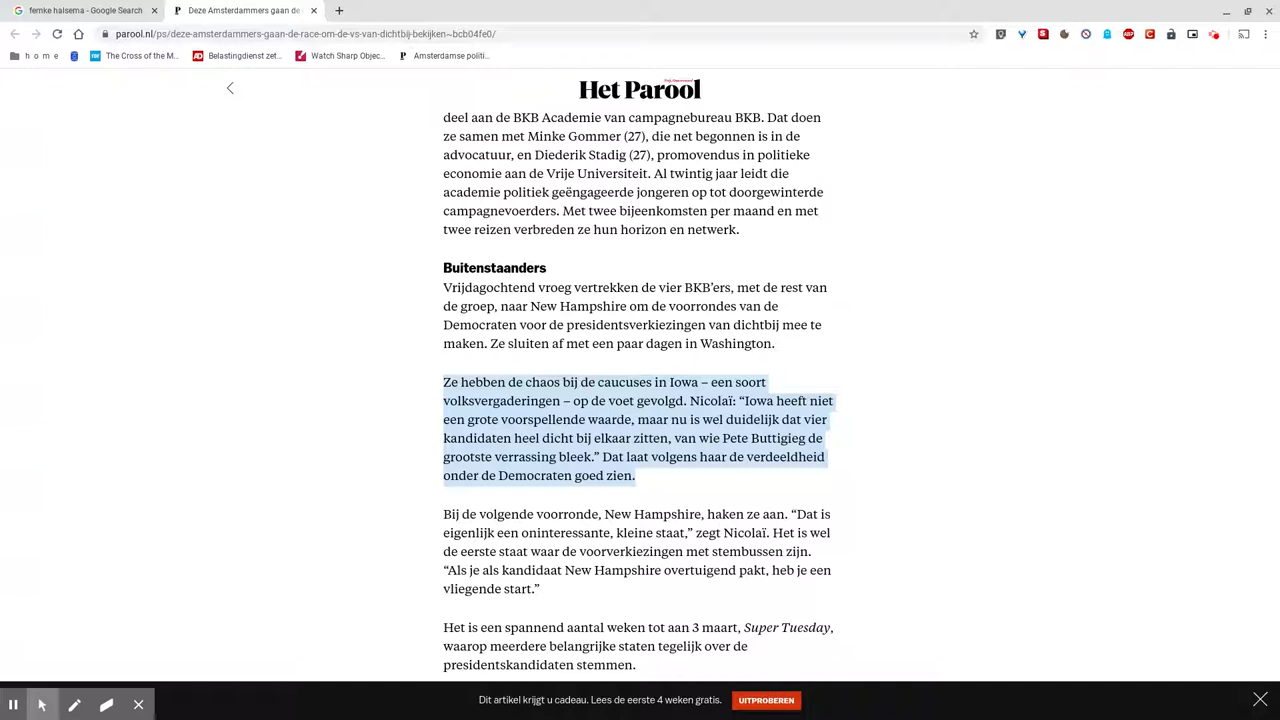 femke halsema - Google Search
Deze Amsterdammers gaan de
parool.nl/ps/deze-amsterdammers-gaan-de-race-om-de-vs-van-dichtbij-bekijken~bcb04fe0/
h o m e
The Cross of the M...
Belastingdienst zet...
Watch Sharp Objec...
Amsterdamse politi...
Het Parool
deel aan de BKB Academie van campagnebureau BKB. Dat doen
ze samen met Minke Gommer (27), die net begonnen is in de
advocatuur, en Diederik Stadig (27), promovendus in politieke
economie aan de Vrije Universiteit. Al twintig jaar leidt die
academie politiek geëngageerde jongeren op tot doorgewinterde
campagnevoerders. Met twee bijeenkomsten per maand en met
twee reizen verbreden ze hun horizon en netwerk.
Buitenstaanders
Vrijdagochtend vroeg vertrekken de vier BKB’ers, met de rest van
de groep, naar New Hampshire om de voorrondes van de
Democraten voor de presidentsverkiezingen van dichtbij mee te
maken. Ze sluiten af met een paar dagen in Washington.
Ze hebben de chaos bij de caucuses in Iowa – een soort
volksvergaderingen – op de voet gevolgd. Nicolaï: “Iowa heeft niet
een grote voorspellende waarde, maar nu is wel duidelijk dat vier
kandidaten heel dicht bij elkaar zitten, van wie Pete Buttigieg de
grootste verrassing bleek.” Dat laat volgens haar de verdeeldheid
onder de Democraten goed zien.
Bij de volgende voorronde, New Hampshire, haken ze aan. “Dat is
eigenlijk een oninteressante, kleine staat,” zegt Nicolaï. Het is wel
de eerste staat waar de voorverkiezingen met stembussen zijn.
“Als je als kandidaat New Hampshire overtuigend pakt, heb je een
vliegende start.”
Het is een spannend aantal weken tot aan 3 maart, Super Tuesday,
waarop meerdere belangrijke staten tegelijk over de
presidentskandidaten stemmen.
Dit artikel krijgt u cadeau. Lees de eerste 4 weken gratis.
UITPROBEREN